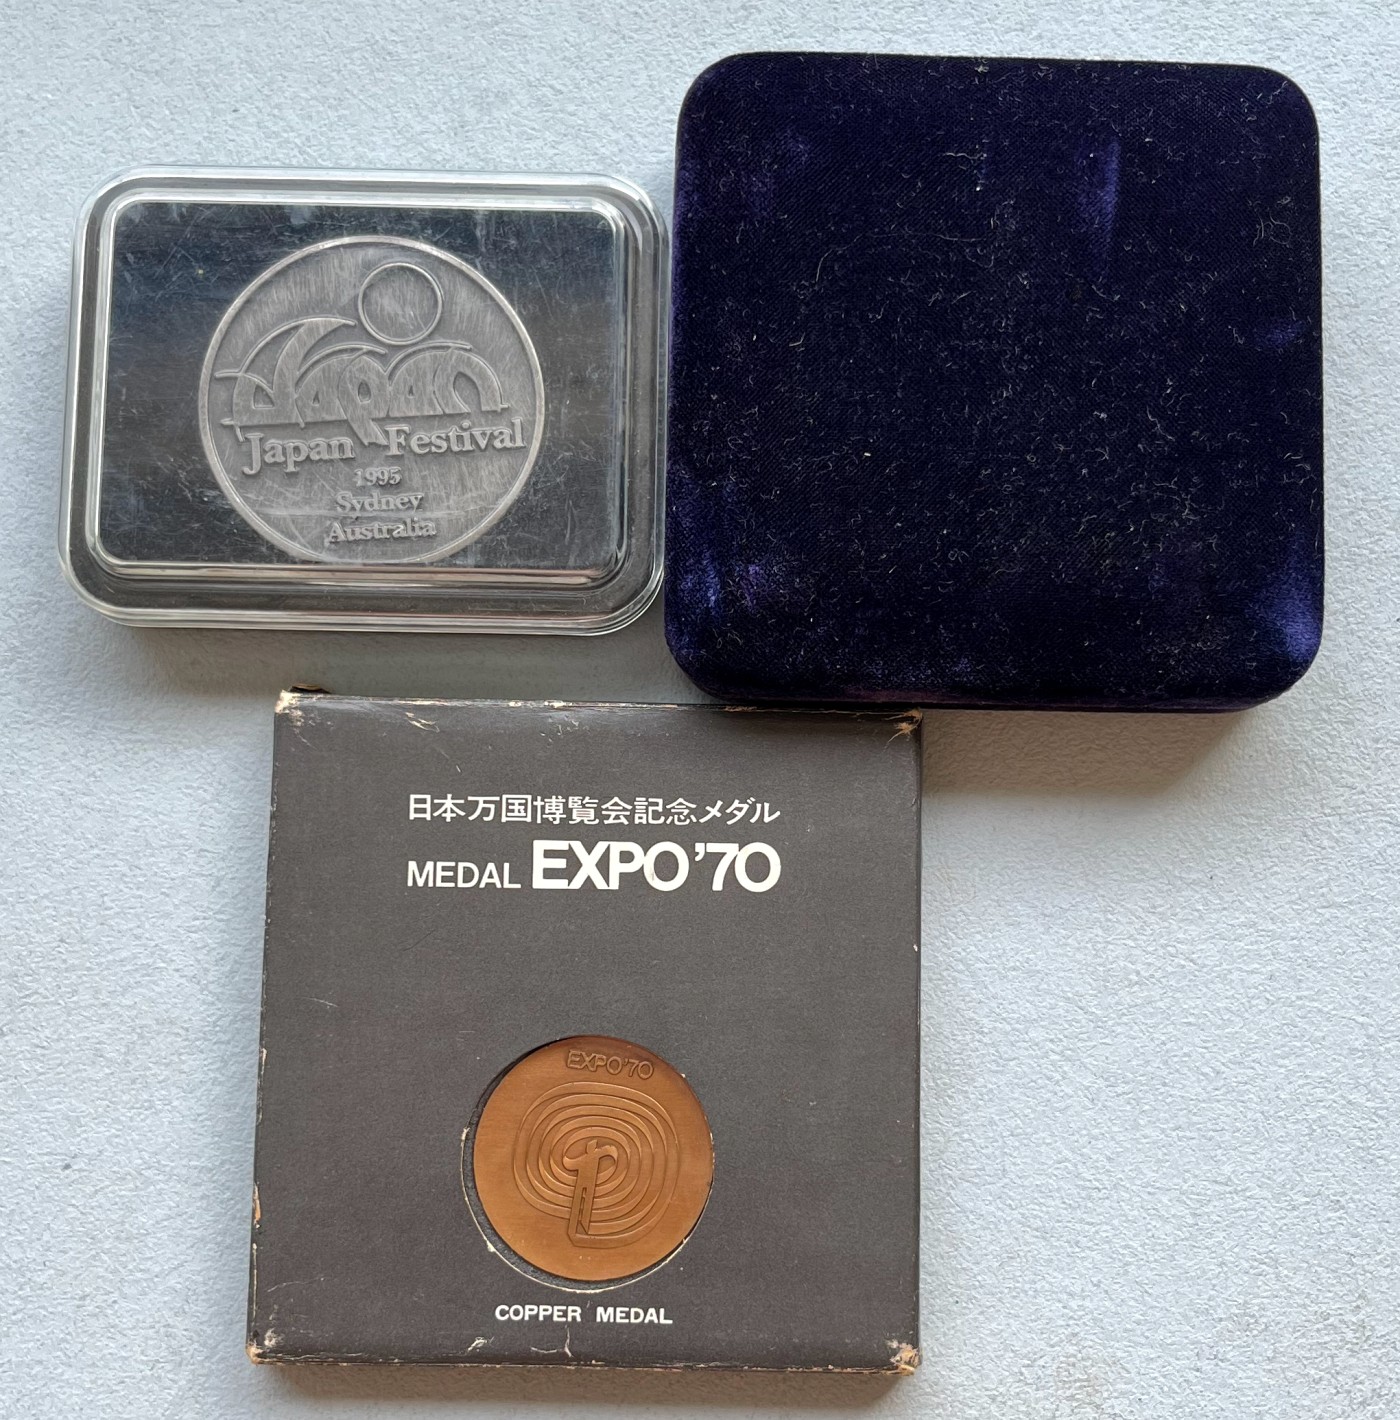 Japan
Japan Festival
1995
Sydney
Australia
日本万国博覧会記念メダル
MEDAL EXPO'70
EXPO'70
COPPER MEDAL